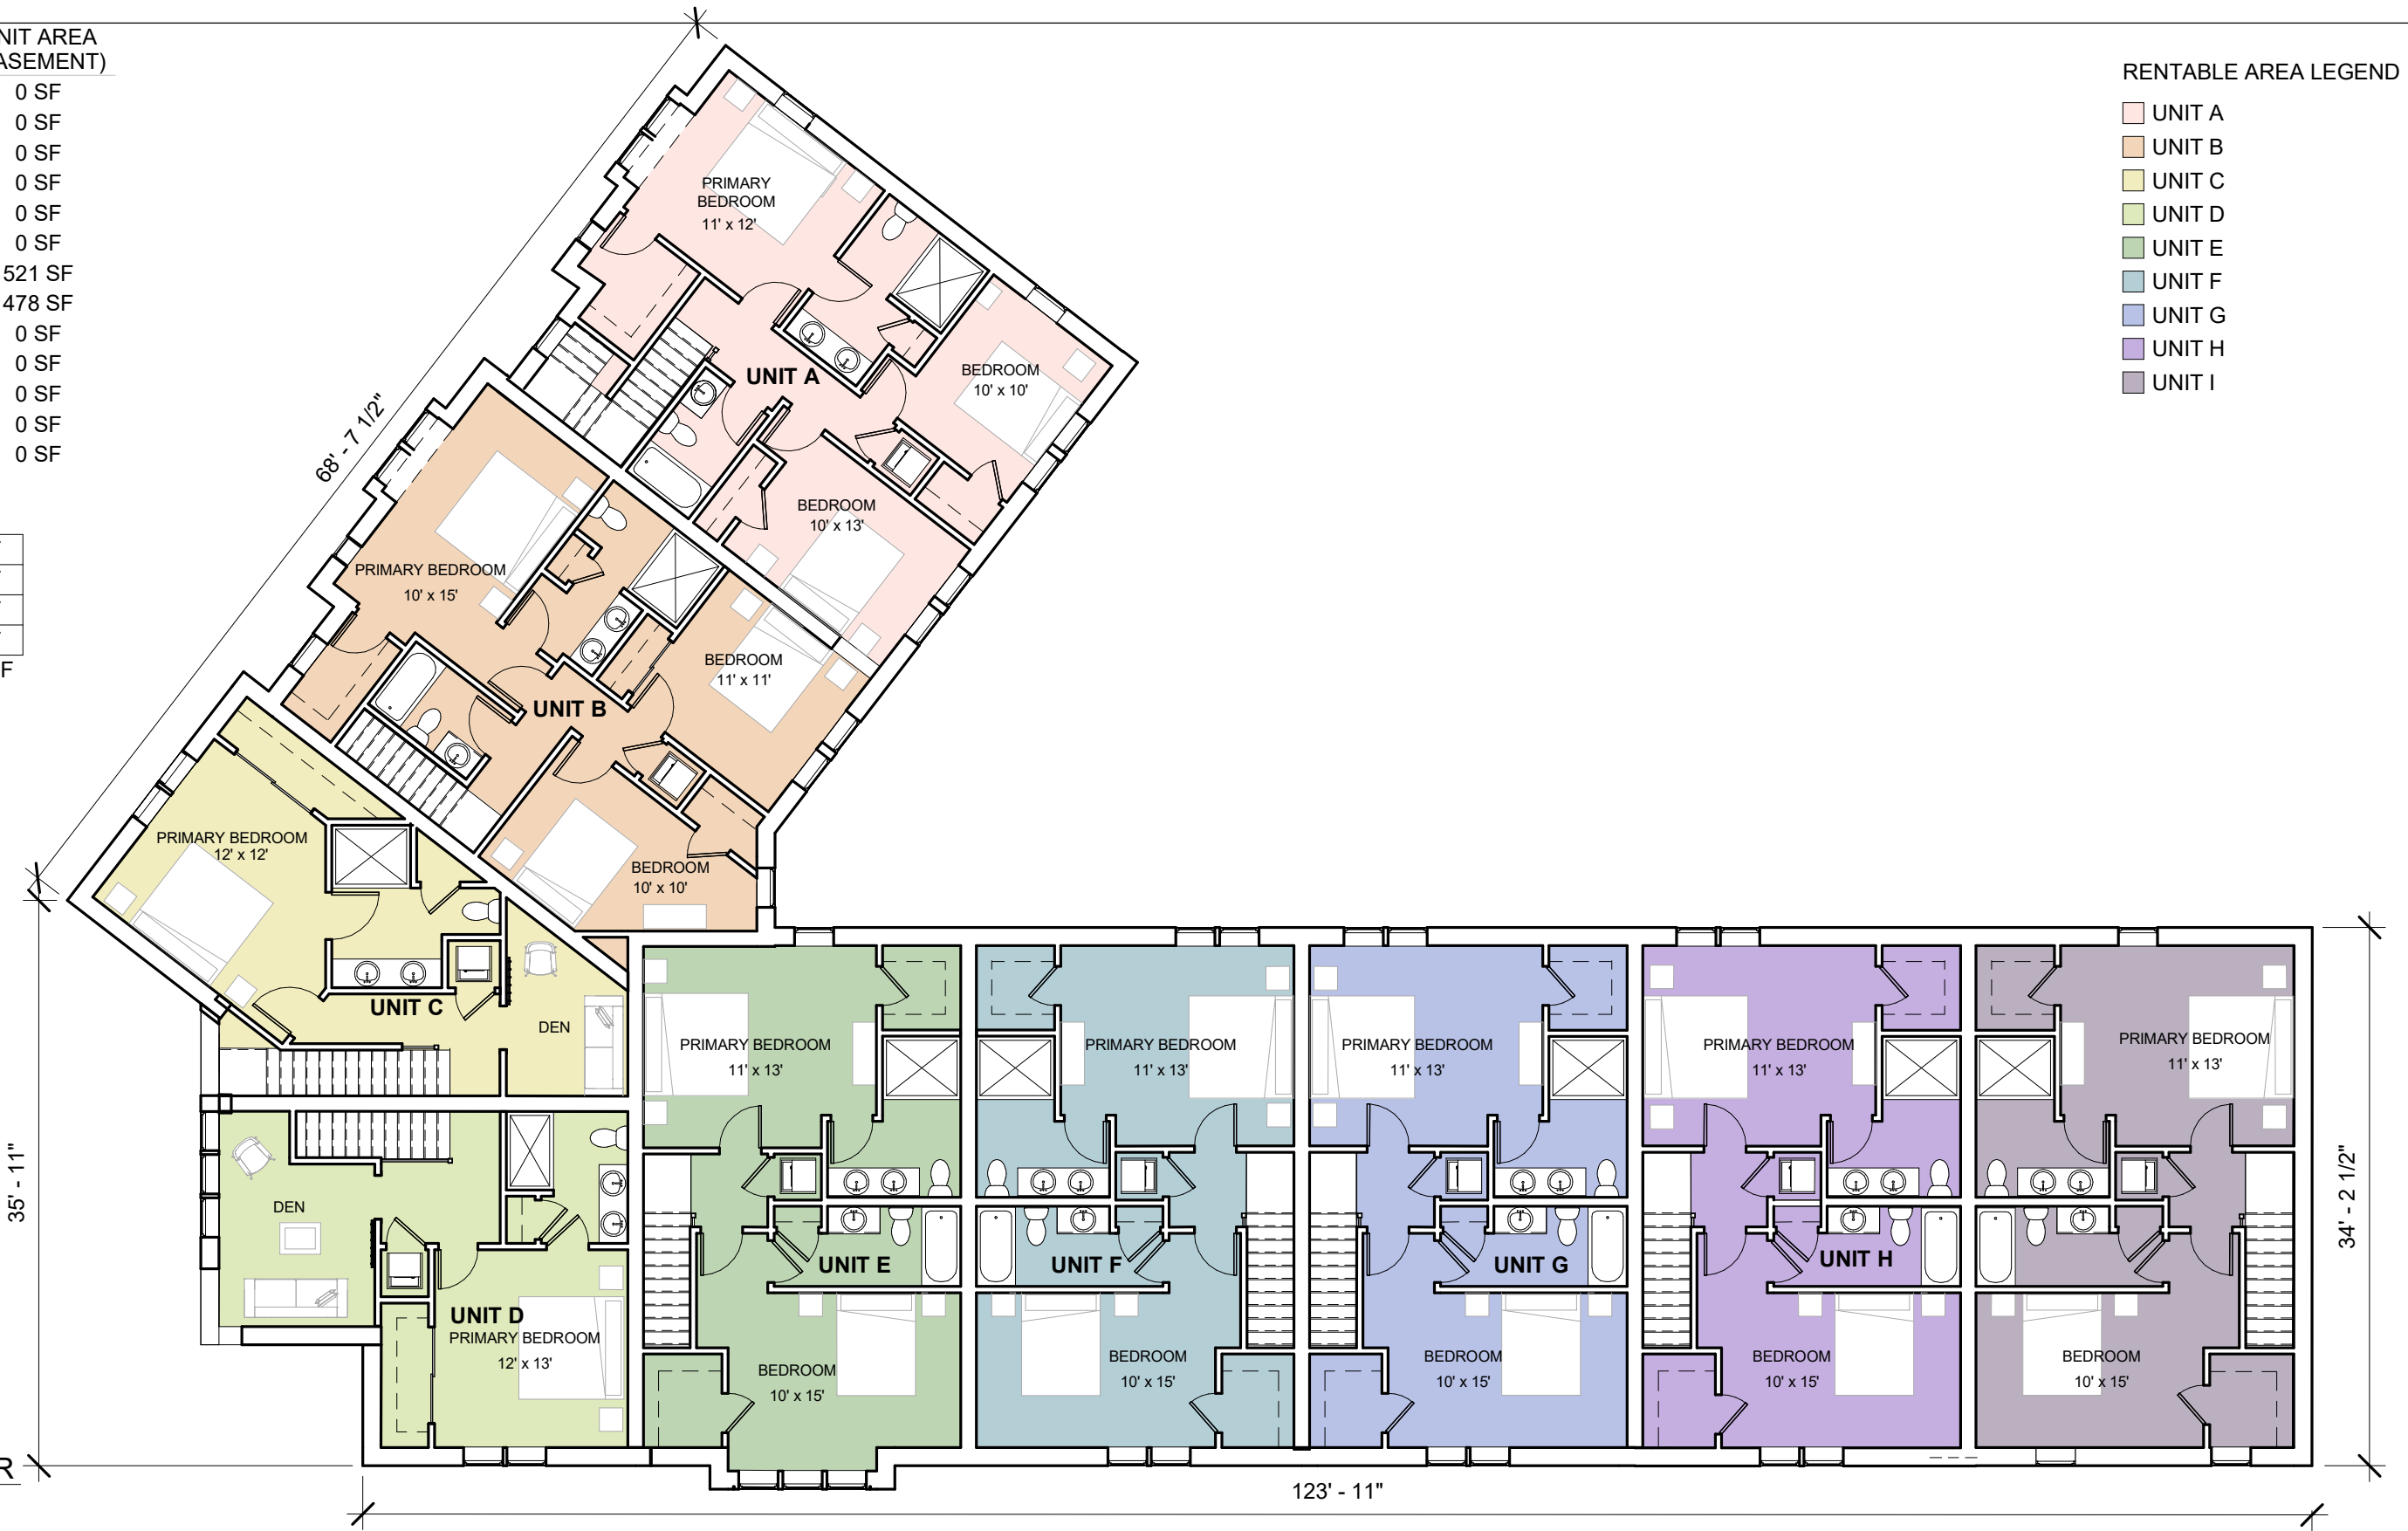 NIT AREA
ASEMENT)
0 SF
0 SF
0 SF
0 SF
0 SF
0 SF
521 SF
478 SF
0 SF
0 SF
0 SF
0 SF
0 SF
F
R
RENTABLE AREA LEGEND
UNIT A
UNIT B
UNIT C
UNIT D
UNIT E
UNIT F
UNIT G
UNIT H
UNIT I
68' - 7 1/2"
PRIMARY
BEDROOM
11' x 12'
UNIT A
BEDROOM
10' x 10'
BEDROOM
10' x 13'
PRIMARY BEDROOM
10' x 15'
BEDROOM
11' x 11'
UNIT B
BEDROOM
10' x 10'
PRIMARY BEDROOM
12' x 12'
UNIT C
DEN
35' - 11"
DEN
UNIT D
PRIMARY BEDROOM
12' x 13'
PRIMARY BEDROOM
11' x 13'
UNIT E
BEDROOM
10' x 15'
PRIMARY BEDROOM
11' x 13'
UNIT F
BEDROOM
10' x 15'
PRIMARY BEDROOM
11' x 13'
UNIT G
BEDROOM
10' x 15'
PRIMARY BEDROOM
11' x 13'
UNIT H
BEDROOM
10' x 15'
PRIMARY BEDROOM
11' x 13'
BEDROOM
10' x 15'
34' - 2 1/2"
123' - 11"